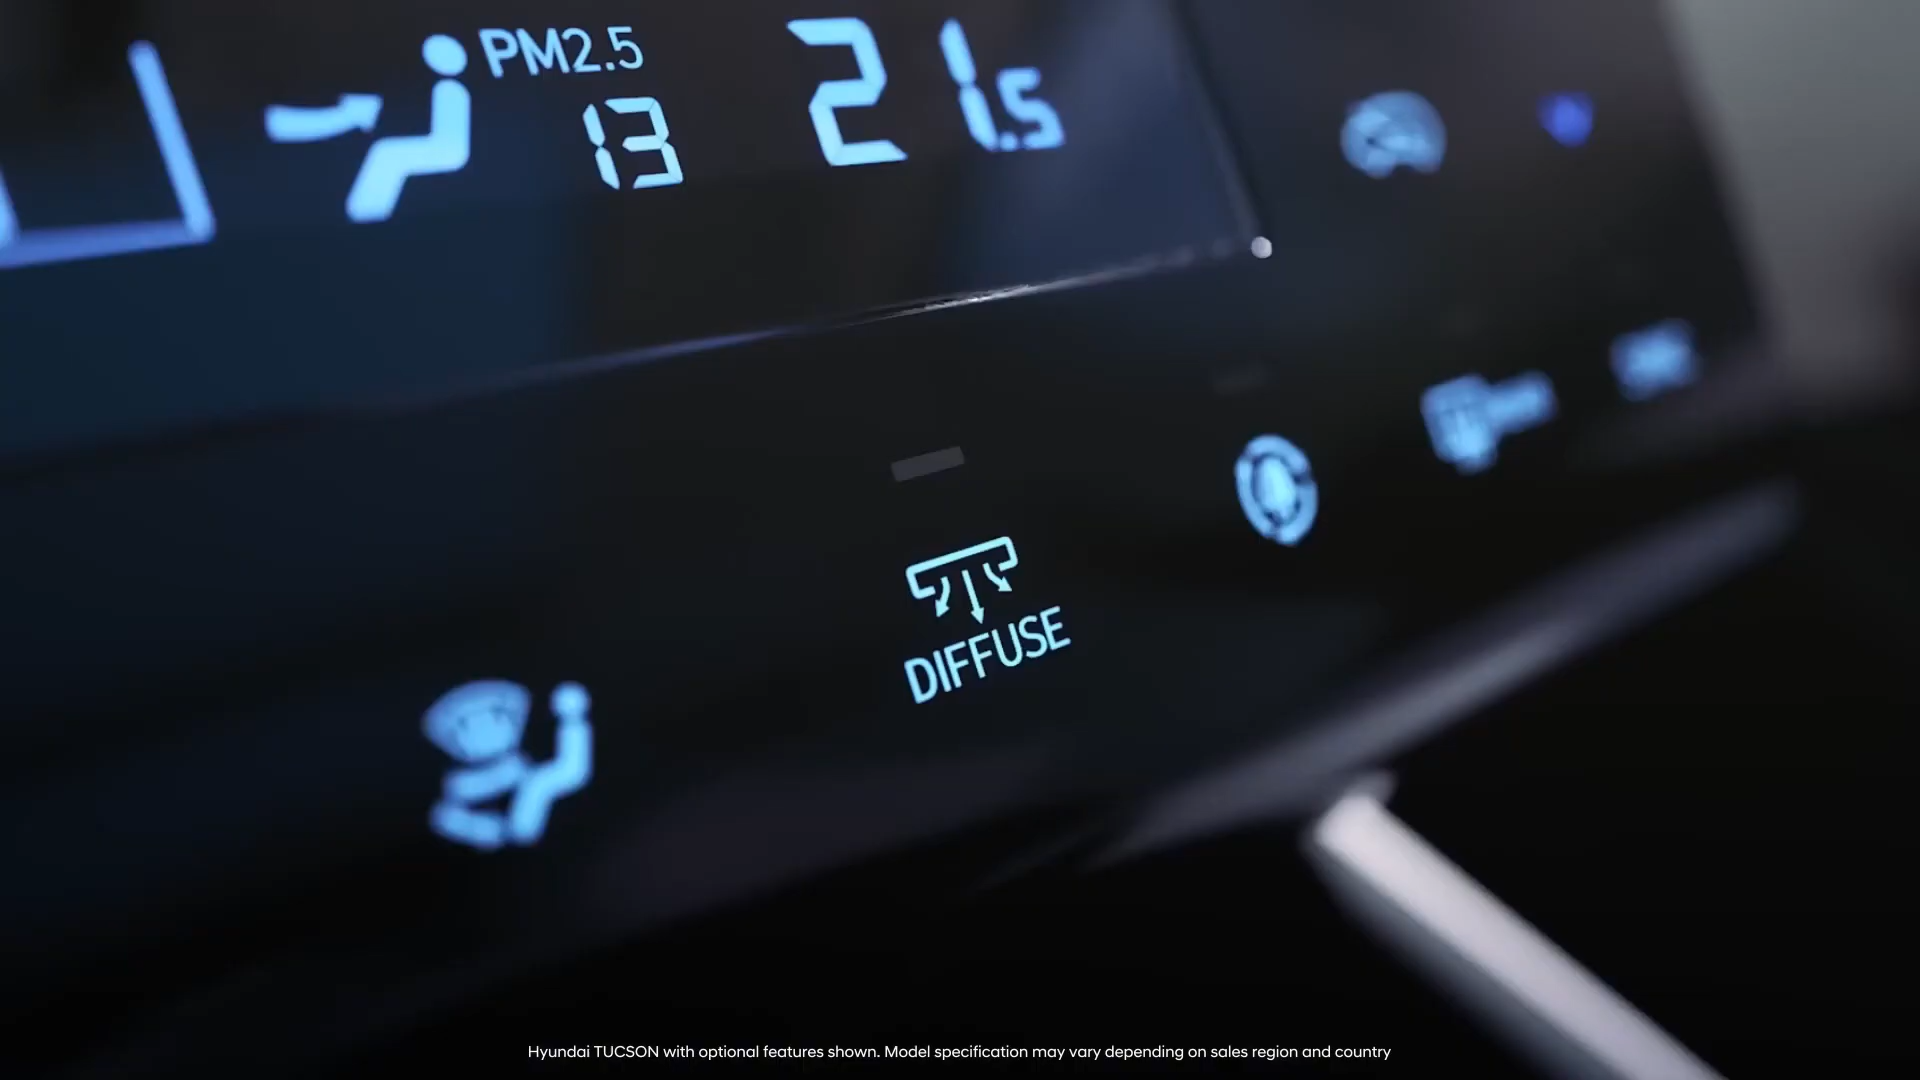 PM2.5
13
21.5
DIFFUSE
Hyundai TUCSON with optional features shown. Model specification may vary depending on sales region and country